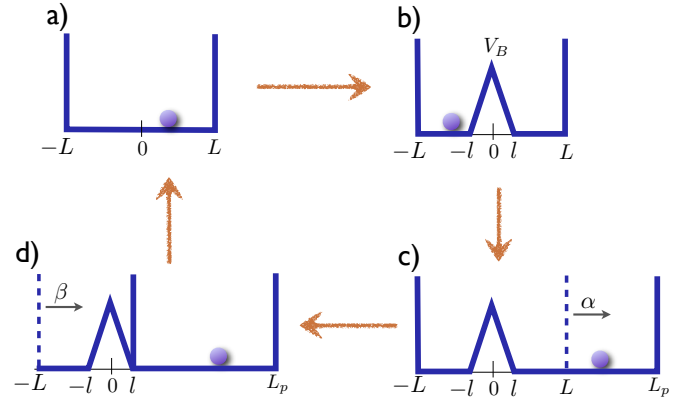 a)
−L 0 L
b)
V_B
−l 0 l
−L L
d)
β
−L −l 0 l L_p
c)
α
−L −l 0 l L L_p